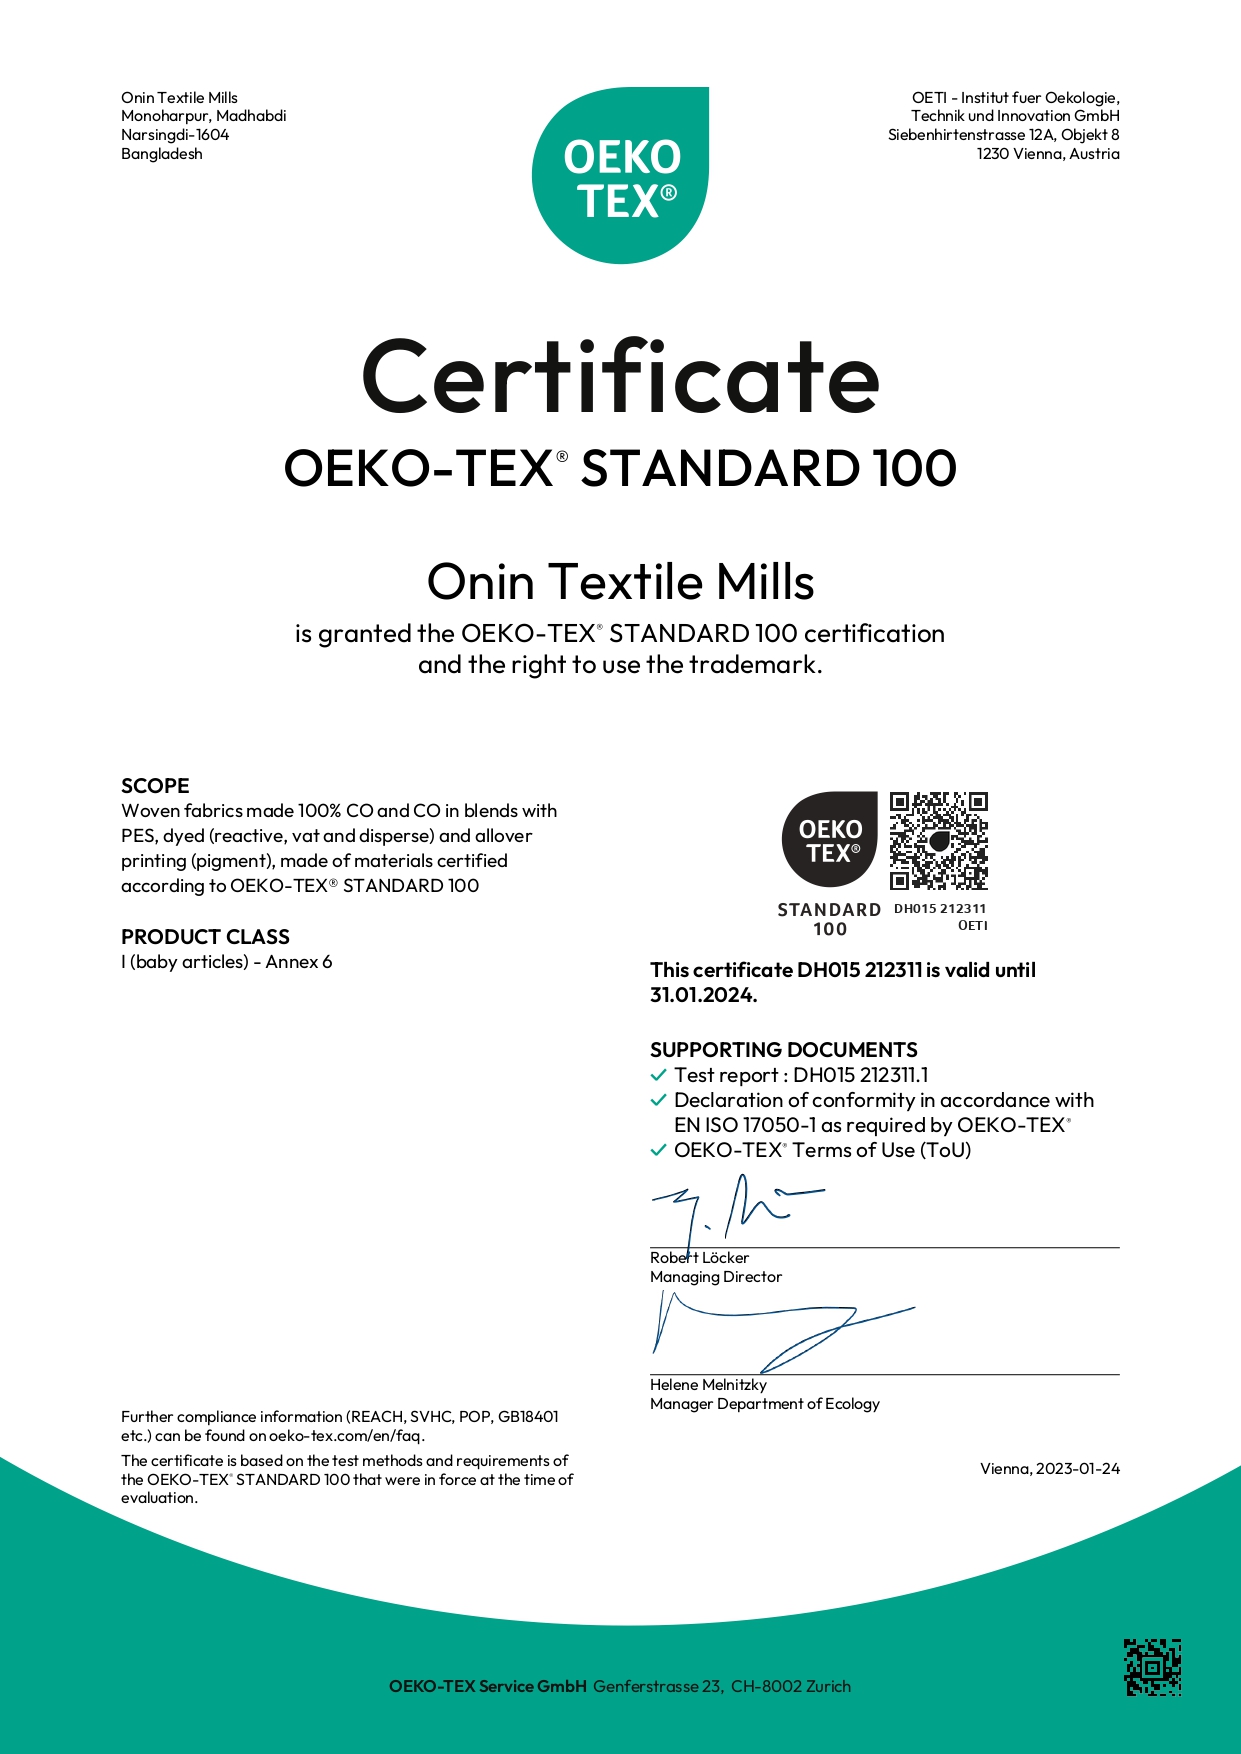 Onin Textile Mills
Monoharpur, Madhabdi
Narsingdi-1604
Bangladesh
OEKO
TEX®
OETI - Institut fuer Oekologie,
Technik und Innovation GmbH
Siebenhirtenstrasse 12A, Objekt 8
1230 Vienna, Austria
Certificate
OEKO-TEX® STANDARD 100
Onin Textile Mills
is granted the OEKO-TEX® STANDARD 100 certification
and the right to use the trademark.
SCOPE
Woven fabrics made 100% CO and CO in blends with
PES, dyed (reactive, vat and disperse) and allover
printing (pigment), made of materials certified
according to OEKO-TEX® STANDARD 100
PRODUCT CLASS
I (baby articles) - Annex 6
OEKO
TEX®
STANDARD
100
DH015 212311
OETI
This certificate DH015 212311 is valid until
31.01.2024.
SUPPORTING DOCUMENTS
Test report : DH015 212311.1
Declaration of conformity in accordance with
EN ISO 17050-1 as required by OEKO-TEX®
OEKO-TEX® Terms of Use (ToU)
Robert Löcker
Managing Director
Helene Melnitzky
Manager Department of Ecology
Further compliance information (REACH, SVHC, POP, GB18401
etc.) can be found on oeko-tex.com/en/faq.
The certificate is based on the test methods and requirements of
the OEKO-TEX® STANDARD 100 that were in force at the time of
evaluation.
Vienna, 2023-01-24
OEKO-TEX Service GmbH Genferstrasse 23, CH-8002 Zurich